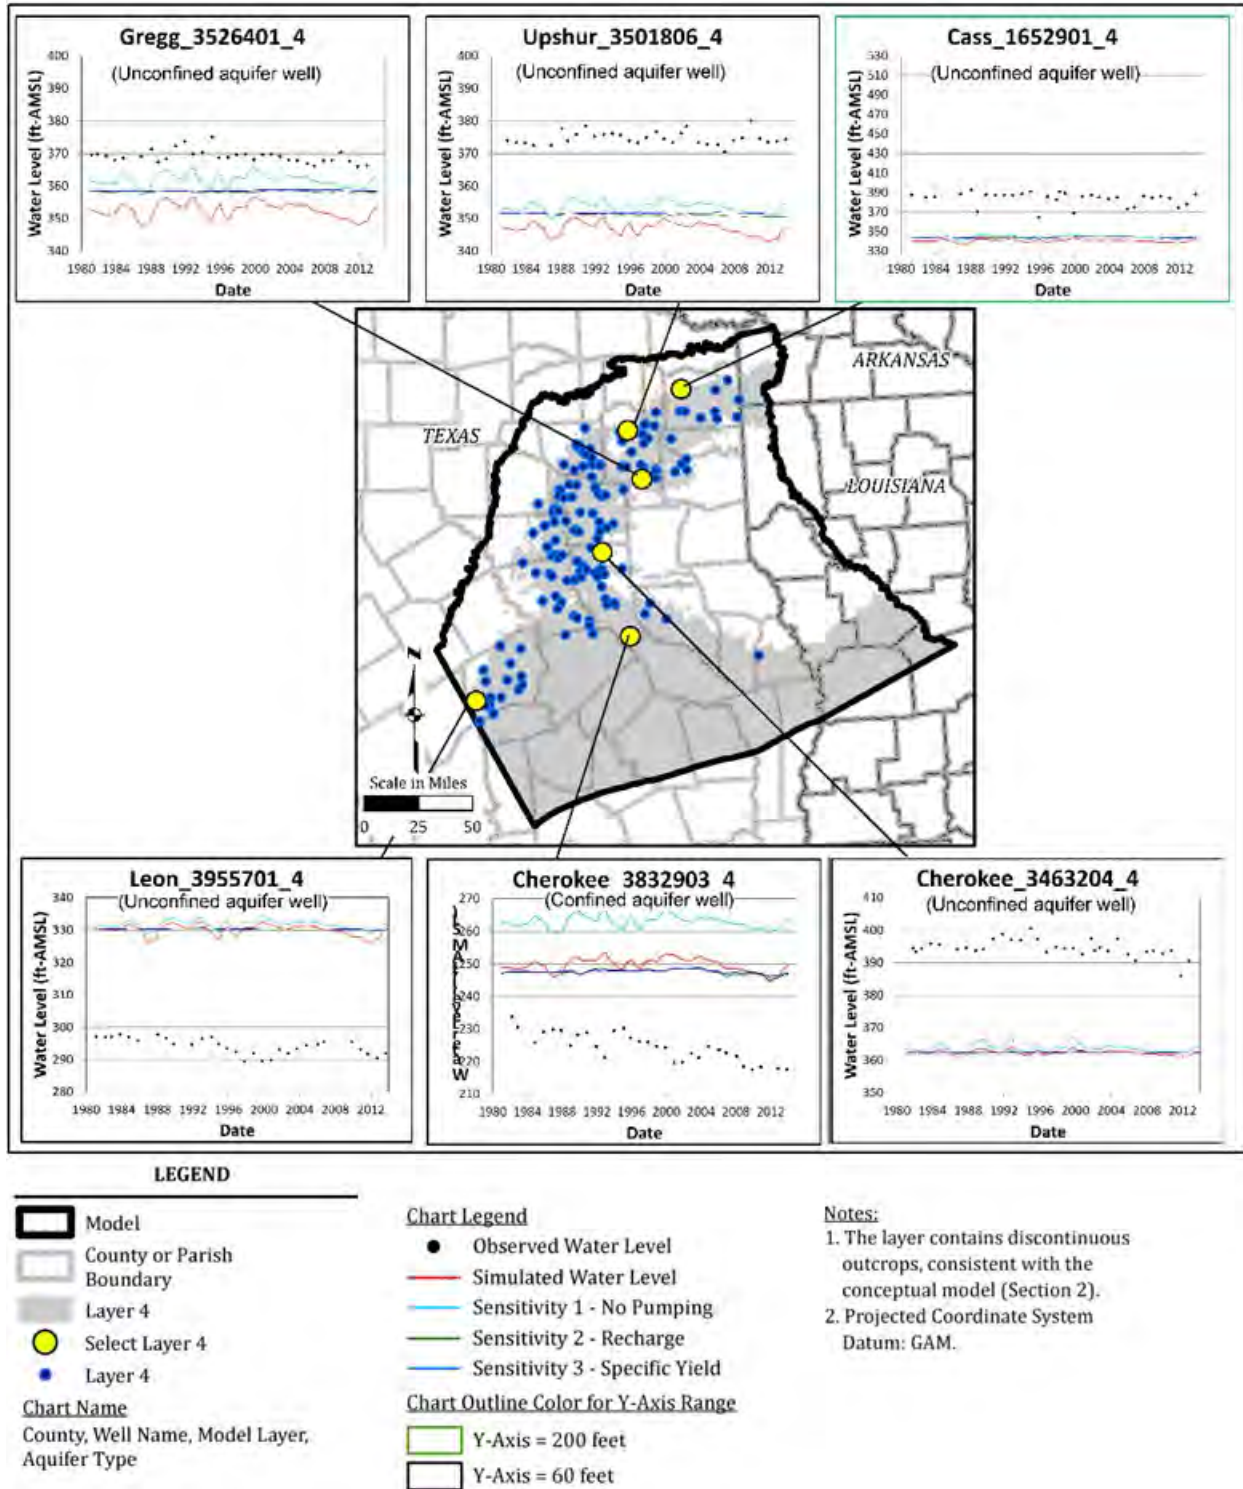 Gregg_3526401_4
(Unconfined aquifer well)
Water Level (ft-AMSL)
400
390
380
370
360
350
340
1980 1984 1988 1992 1996 2000 2004 2008 2012
Date
Upshur_3501806_4
(Unconfined aquifer well)
Water Level (ft-AMSL)
400
390
380
370
360
350
340
1980 1984 1988 1992 1996 2000 2004 2008 2012
Date
Cass_1652901_4
(Unconfined aquifer well)
Water Level (ft-AMSL)
530
510
490
470
450
430
410
390
370
350
330
1980 1984 1988 1992 1996 2000 2004 2008 2012
Date
ARKANSAS
TEXAS
LOUISIANA
N
Scale in Miles
0 25 50
Leon_3955701_4
(Unconfined aquifer well)
Water Level (ft-AMSL)
340
330
320
310
300
290
280
1980 1984 1988 1992 1996 2000 2004 2008 2012
Date
Cherokee_3832903_4
(Confined aquifer well)
270
260
250
240
230
220
210
1980 1984 1988 1992 1996 2000 2004 2008 2012
Date
Cherokee_3463204_4
(Unconfined aquifer well)
Water Level (ft-AMSL)
410
400
390
380
370
360
350
1980 1984 1988 1992 1996 2000 2004 2008 2012
Date
LEGEND
Model
County or Parish
Boundary
Layer 4
Select Layer 4
Layer 4
Chart Name
County, Well Name, Model Layer,
Aquifer Type
Chart Legend
Observed Water Level
Simulated Water Level
Sensitivity 1 - No Pumping
Sensitivity 2 - Recharge
Sensitivity 3 - Specific Yield
Chart Outline Color for Y-Axis Range
Y-Axis = 200 feet
Y-Axis = 60 feet
Notes:
1. The layer contains discontinuous
outcrops, consistent with the
conceptual model (Section 2).
2. Projected Coordinate System
Datum: GAM.